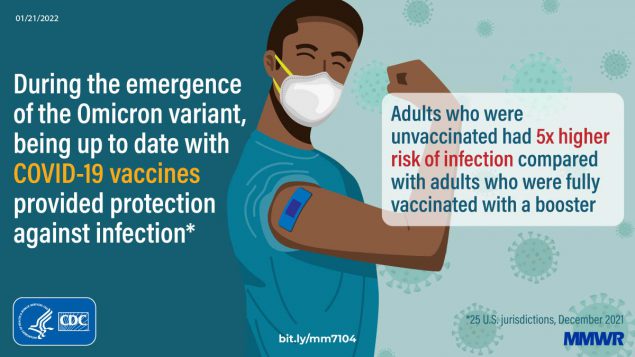 01/21/2022
During the emergence
of the Omicron variant,
being up to date with
COVID-19 vaccines
provided protection
against infection*
Adults who were
unvaccinated had 5x higher
risk of infection compared
with adults who were fully
vaccinated with a booster
CDC
bit.ly/mm7104
*25 U.S. jurisdictions, December 2021
MMWR